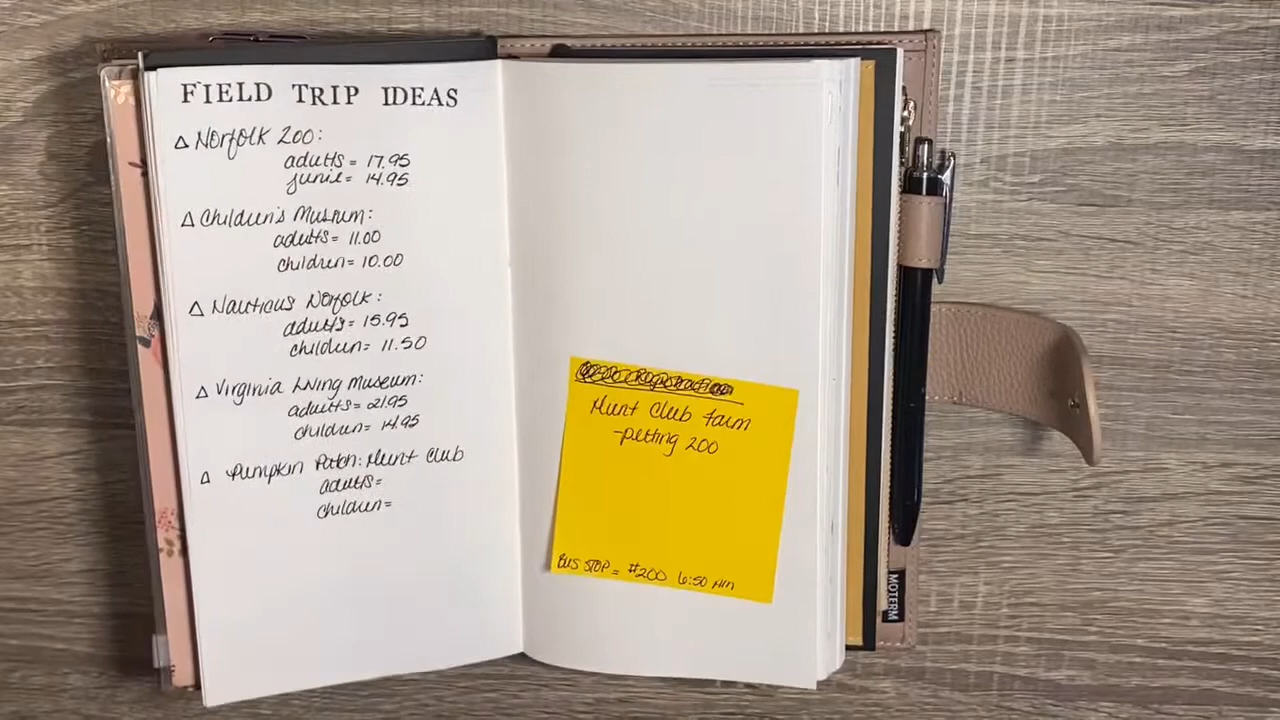 FIELD TRIP IDEAS
Δ Norfolk ZOO:
adults = 17.95
junie = 14.95
Δ Children's Museum:
adults = 11.00
children = 10.00
Δ Nauticus Norfolk:
adults = 15.95
children = 11.50
Δ Virginia Living Museum:
adults = 21.95
children = 14.95
Δ Pumpkin Patch: Hunt Club
adults =
children =
Hunt Club Farm
-petting ZOO
BUS STOP = #200 6:50 AM
MOTERM